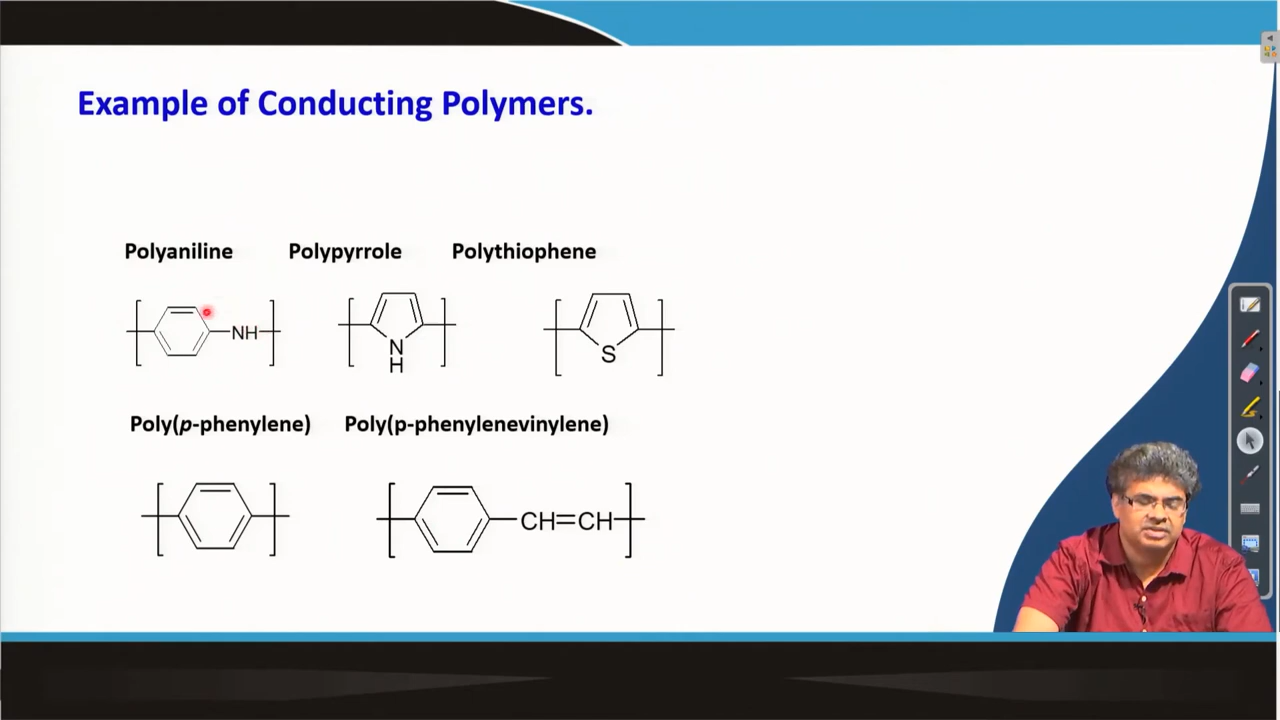 Example of Conducting Polymers.
Polyaniline Polypyrrole Polythiophene
NH N H S
Poly(p-phenylene) Poly(p-phenylenevinylene)
CH=CH